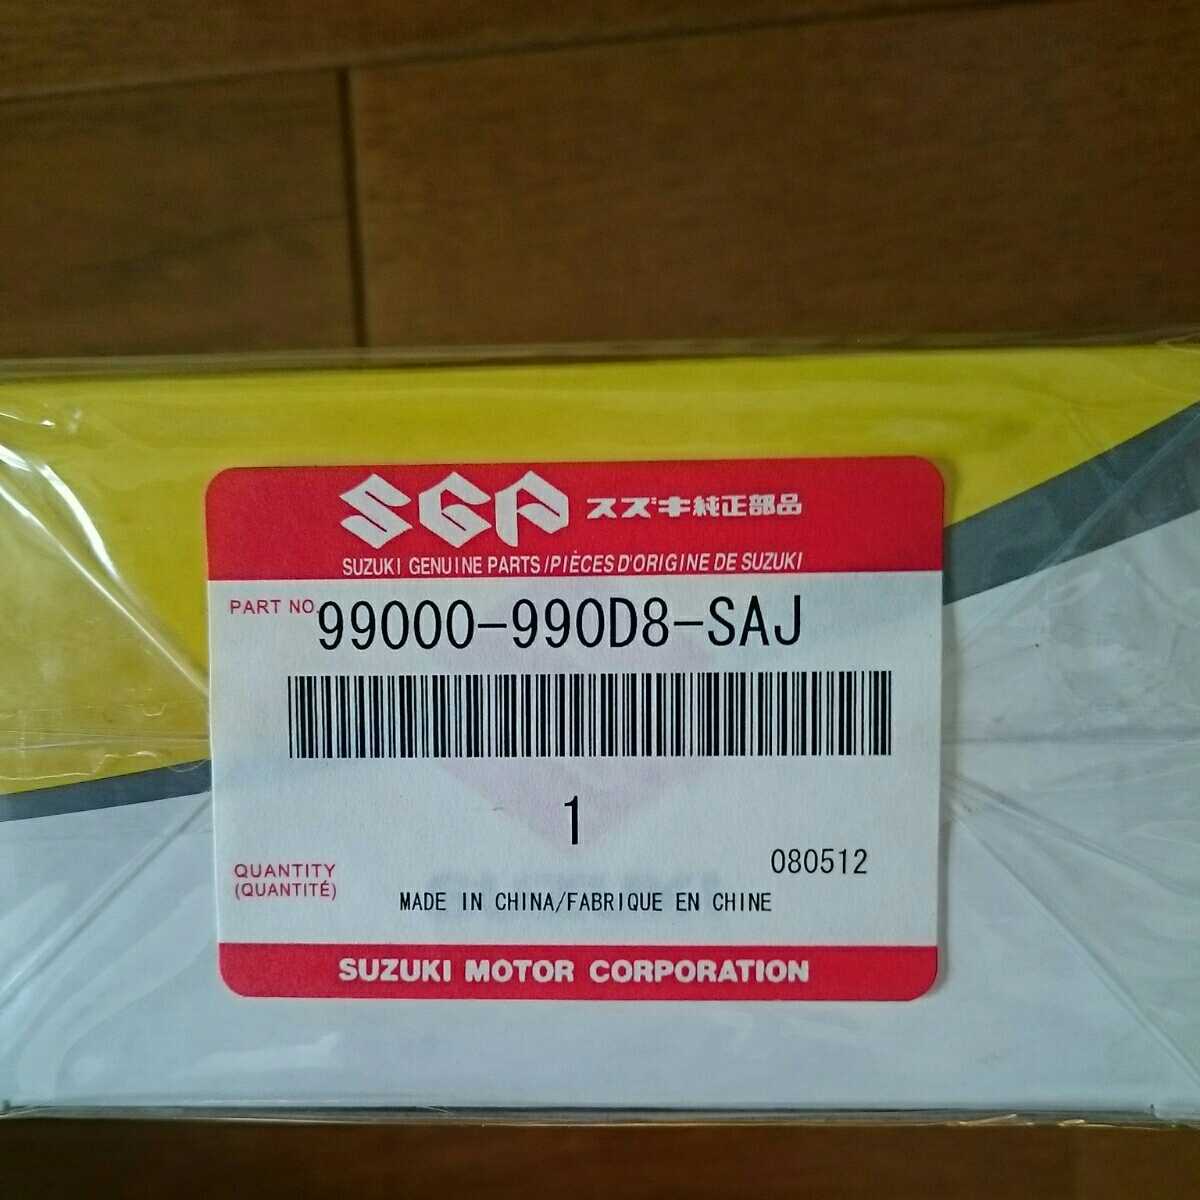 SGP スズキ純正部品
SUZUKI GENUINE PARTS/PIÈCES D'ORIGINE DE SUZUKI
PART NO. 99000-990D8-SAJ
1
080512
QUANTITY
(QUANTITÉ)
MADE IN CHINA/FABRIQUE EN CHINE
SUZUKI MOTOR CORPORATION